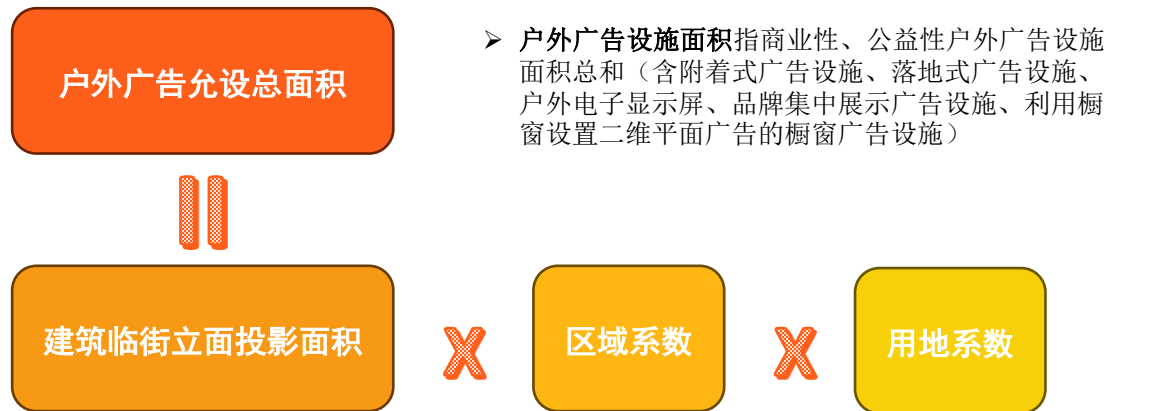 户外广告允设总面积
➢ 户外广告设施面积指商业性、公益性户外广告设施
面积总和（含附着式广告设施、落地式广告设施、
户外电子显示屏、品牌集中展示广告设施、利用橱
窗设置二维平面广告的橱窗广告设施）
=
建筑临街立面投影面积 X 区域系数 X 用地系数